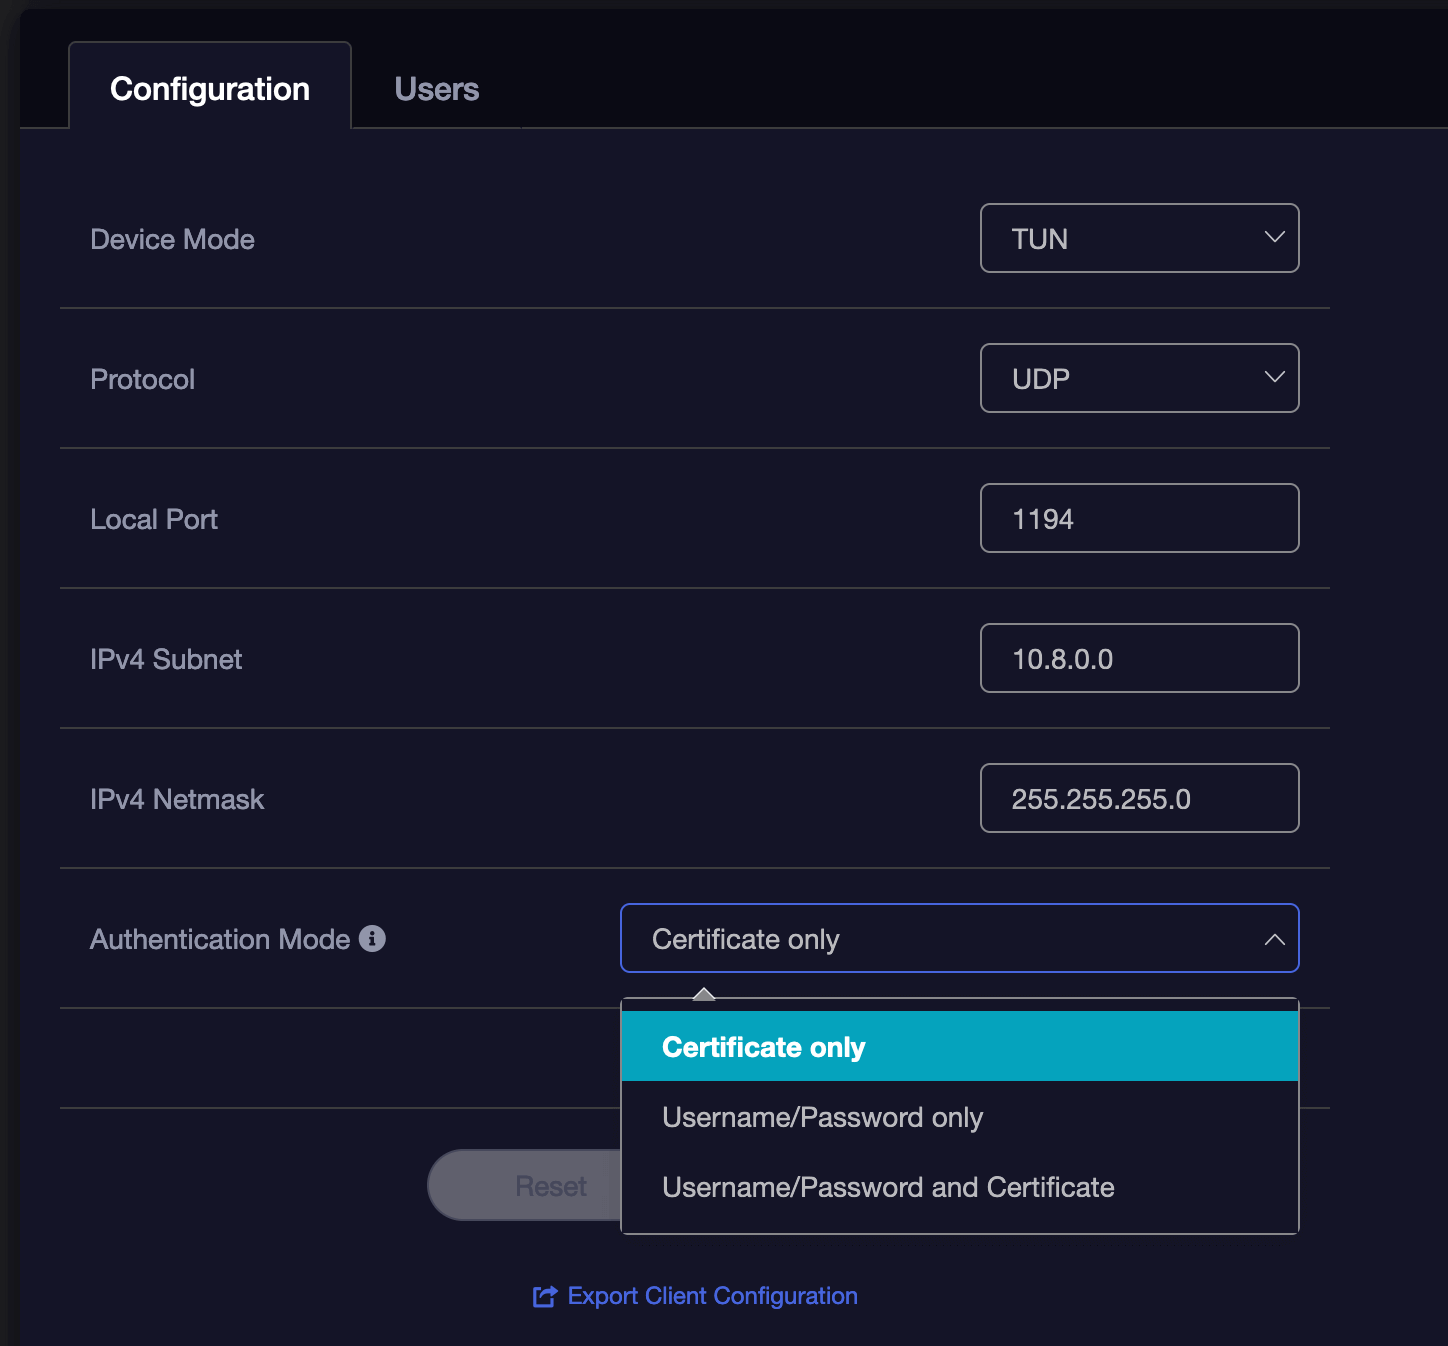 Configuration
Users
Device Mode
TUN
Protocol
UDP
Local Port
1194
IPv4 Subnet
10.8.0.0
IPv4 Netmask
255.255.255.0
Authentication Mode
Certificate only
Certificate only
Username/Password only
Username/Password and Certificate
Reset
Export Client Configuration